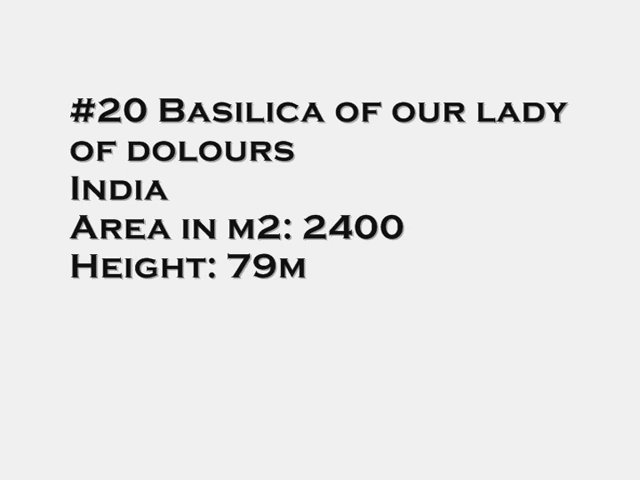 #20 Basilica of our lady
of dolours
India
Area in m2: 2400
Height: 79m